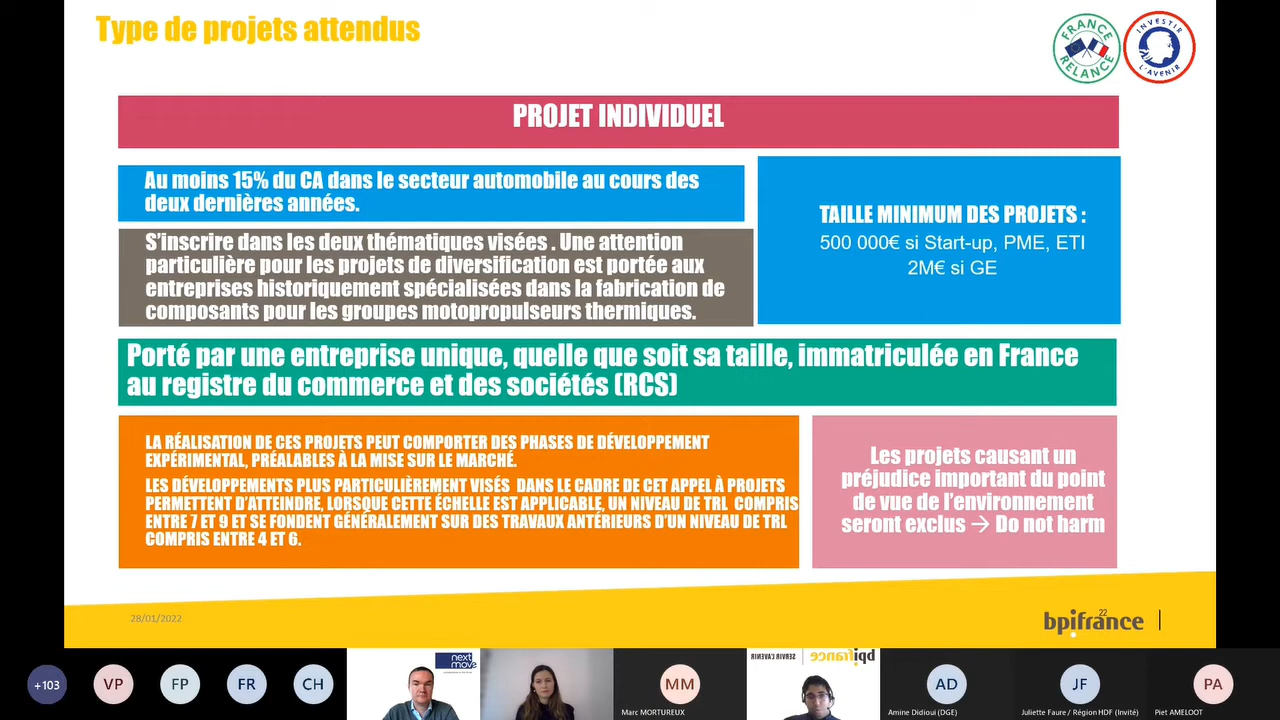 Type de projets attendus
FRANCE
RELANCE
INVESTIR
L'AVENIR
PROJET INDIVIDUEL
Au moins 15% du CA dans le secteur automobile au cours des
deux dernières années.
TAILLE MINIMUM DES PROJETS :
500 000€ si Start-up, PME, ETI
2M€ si GE
S'inscrire dans les deux thématiques visées . Une attention
particulière pour les projets de diversification est portée aux
entreprises historiquement spécialisées dans la fabrication de
composants pour les groupes motopropulseurs thermiques.
Porté par une entreprise unique, quelle que soit sa taille, immatriculée en France
au registre du commerce et des sociétés (RCS)
LA RÉALISATION DE CES PROJETS PEUT COMPORTER DES PHASES DE DÉVELOPPEMENT
EXPÉRIMENTAL, PRÉALABLES À LA MISE SUR LE MARCHÉ.
LES DÉVELOPPEMENTS PLUS PARTICULIÈREMENT VISÉS DANS LE CADRE DE CET APPEL À PROJETS
PERMETTENT D'ATTEINDRE, LORSQUE CETTE ÉCHELLE EST APPLICABLE, UN NIVEAU DE TRL COMPRIS
ENTRE 7 ET 9 ET SE FONDENT GÉNÉRALEMENT SUR DES TRAVAUX ANTÉRIEURS D'UN NIVEAU DE TRL
COMPRIS ENTRE 4 ET 6.
Les projets causant un
préjudice important du point
de vue de l'environnement
seront exclus → Do not harm
28/01/2022
22
bpifrance
+103
VP
FP
FR
CH
next
move
MM
Marc MORTUREUX
SERVIR L'AVENIR
bpifrance
AD
Amine Didioui (DGE)
JF
Juliette Faure / Région HDF (Invité)
PA
Piet AMELOOT